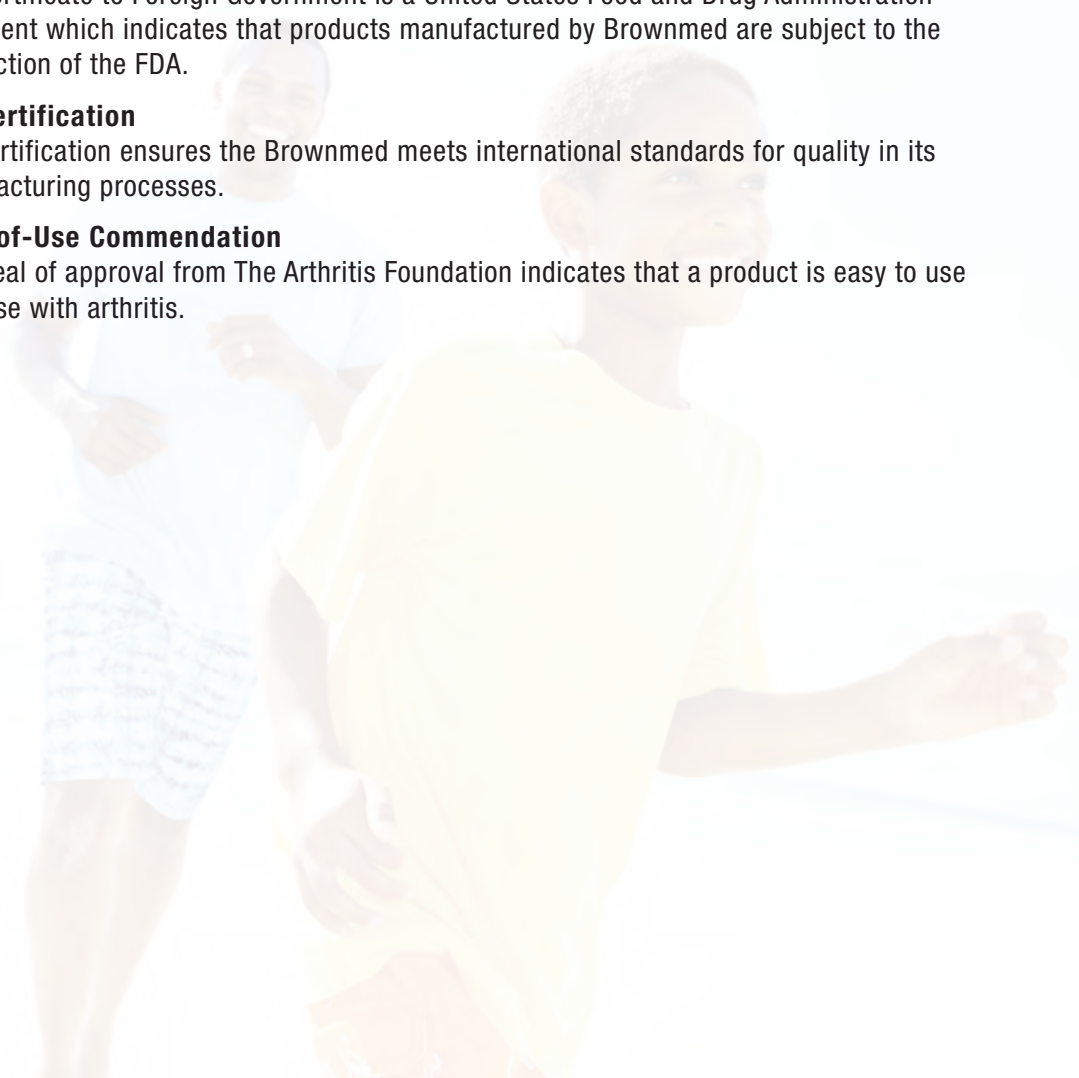 rtificate to Foreign Government is a United States Food and Drug Administration
ent which indicates that products manufactured by Brownmed are subject to the
ction of the FDA.
ertification
rtification ensures the Brownmed meets international standards for quality in its
acturing processes.
of-Use Commendation
eal of approval from The Arthritis Foundation indicates that a product is easy to use
se with arthritis.